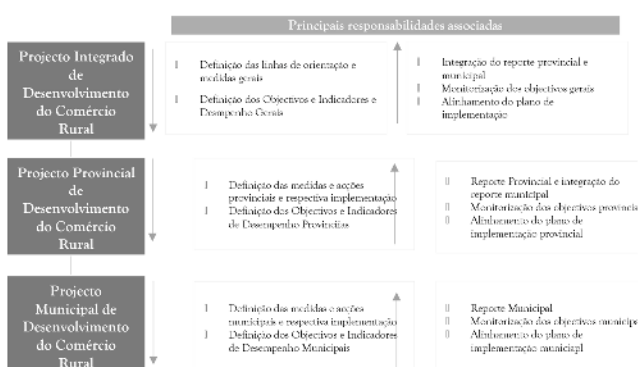 Principais responsabilidades associadas
Projecto Integrado
de
Desenvolvimento
do Comércio
Rural
Definição das linhas de orientação e
medidas gerais
Definição dos Objectivos e Indicadores e
Desmpenho Gerais
Integração do reporte provincial e
municipal
Monitorização dos objectivos gerais
Alinhamento do plano de
implementação
Projecto Provincial
de
Desenvolvimento
do Comércio
Rural
Definição das medidas e acções
provinciais e respectiva implementação
Definição dos Objectivos e Indicadores
de Desempenho Provinciias
Reporte Provincial e integração do
reporte municipal
Monitorização dos objectivos provincia
Alinhamento do plano de
implementação provincial
Projecto
Municipal de
Desenvolvimento
do Comércio
Rural
Definição das medidas e acções
municipais e respectiva implementação
Definição dos Objectivos e Indicadores
de Desempenho Municipais
Reporte Municipal
Monitorização dos objectivos municipa
Alinhamento do plano de
implementação municiapl